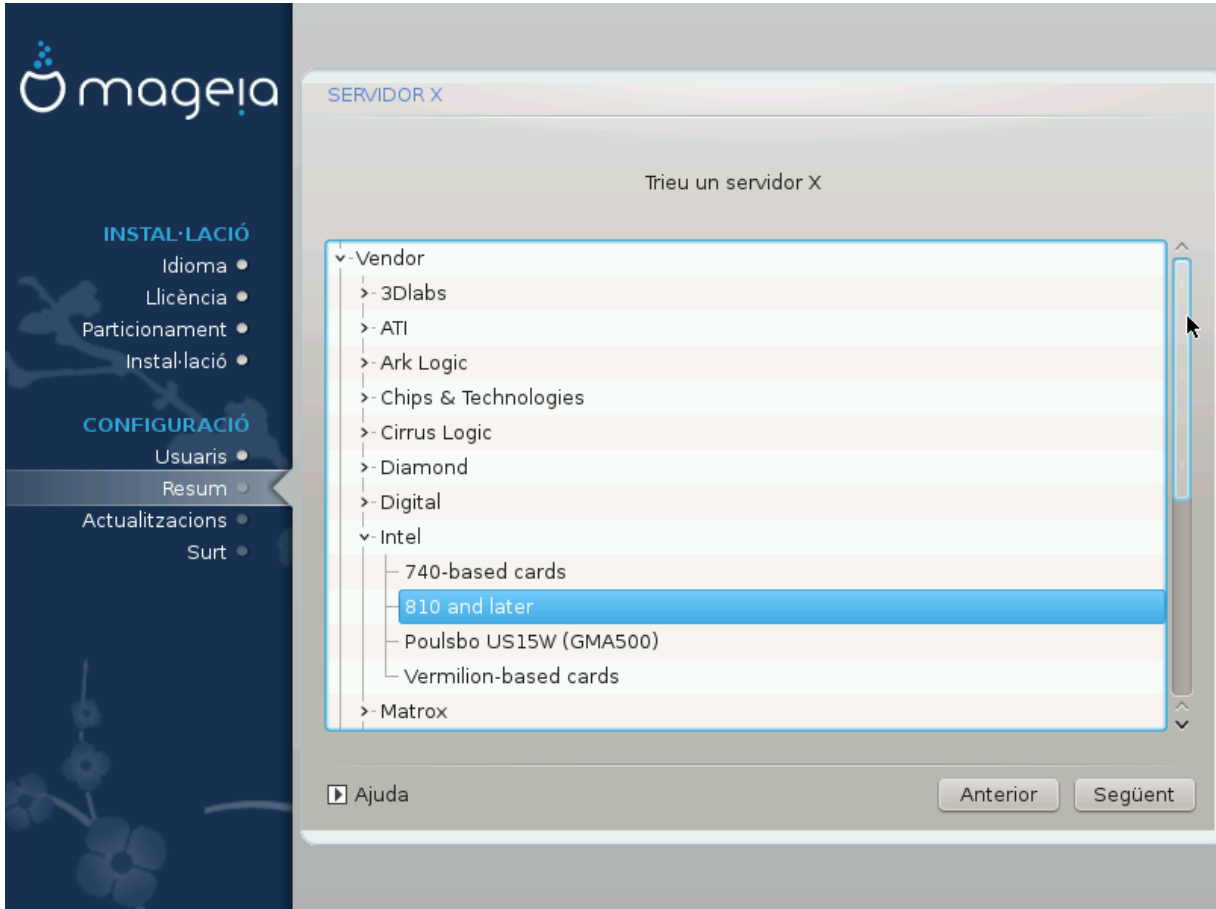 mageia
INSTAL·LACIÓ
Idioma
Llicència
Particionament
Instal·lació
CONFIGURACIÓ
Usuaris
Resum
Actualitzacions
Surt
SERVIDOR X
Trieu un servidor X
Vendor
3Dlabs
ATI
Ark Logic
Chips & Technologies
Cirrus Logic
Diamond
Digital
Intel
740-based cards
810 and later
Poulsbo US15W (GMA500)
Vermilion-based cards
Matrox
Ajuda
Anterior
Següent